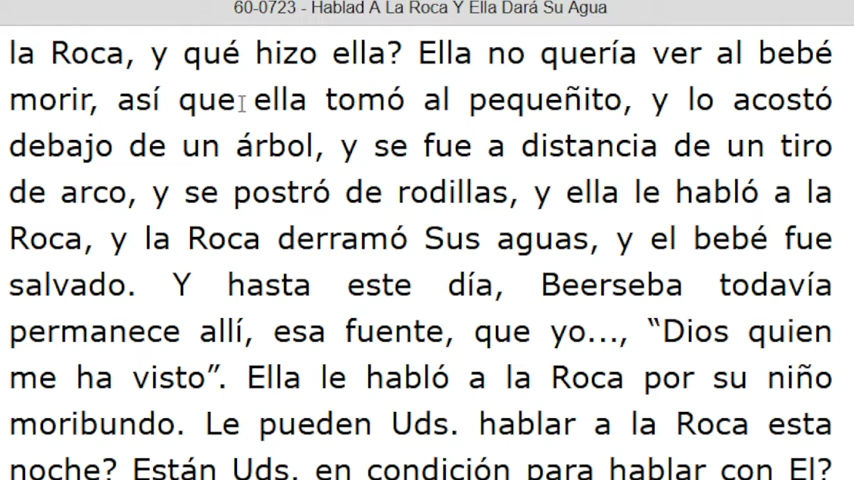 60-0723 - Hablad A La Roca Y Ella Dará Su Agua
la Roca, y qué hizo ella? Ella no quería ver al bebé
morir, así que ella tomó al pequeñito, y lo acostó
debajo de un árbol, y se fue a distancia de un tiro
de arco, y se postró de rodillas, y ella le habló a la
Roca, y la Roca derramó Sus aguas, y el bebé fue
salvado. Y hasta este día, Beerseba todavía
permanece allí, esa fuente, que yo..., “Dios quien
me ha visto”. Ella le habló a la Roca por su niño
moribundo. Le pueden Uds. hablar a la Roca esta
noche? Están Uds. en condición para hablar con El?